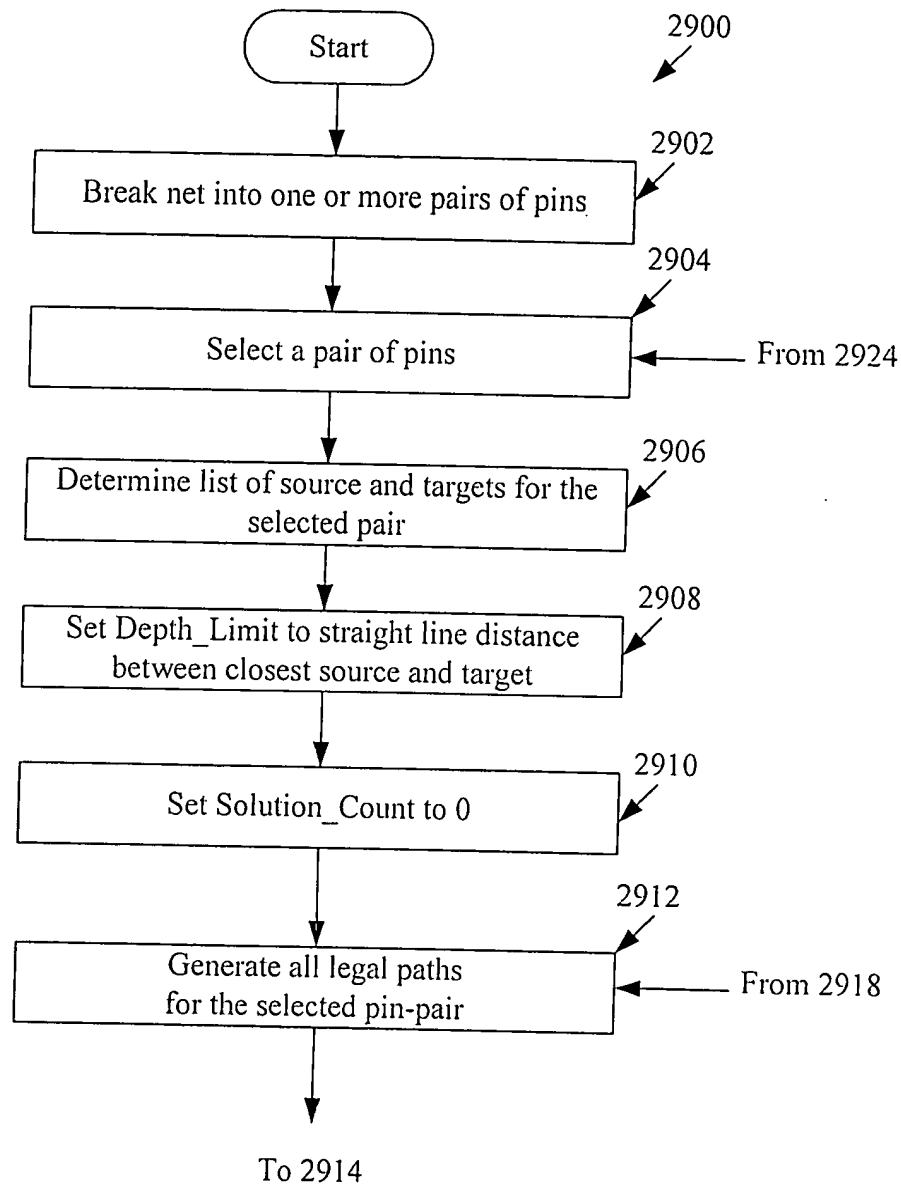 Start
2900
2902
Break net into one or more pairs of pins
2904
Select a pair of pins
From 2924
2906
Determine list of source and targets for the
selected pair
2908
Set Depth_Limit to straight line distance
between closest source and target
2910
Set Solution_Count to 0
2912
Generate all legal paths
for the selected pin-pair
From 2918
To 2914